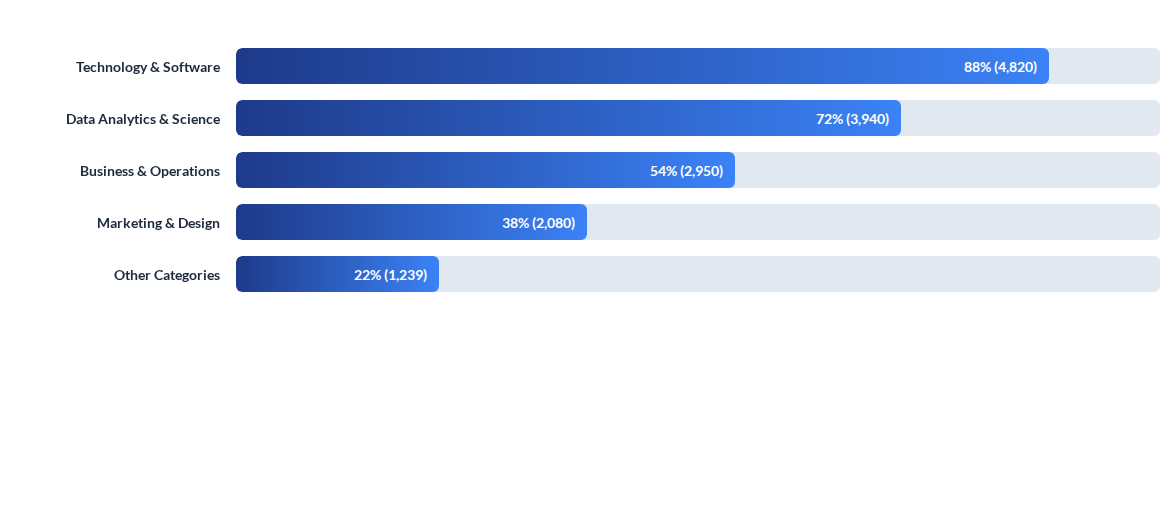 Technology & Software 88% (4,820)
Data Analytics & Science 72% (3,940)
Business & Operations 54% (2,950)
Marketing & Design 38% (2,080)
Other Categories 22% (1,239)